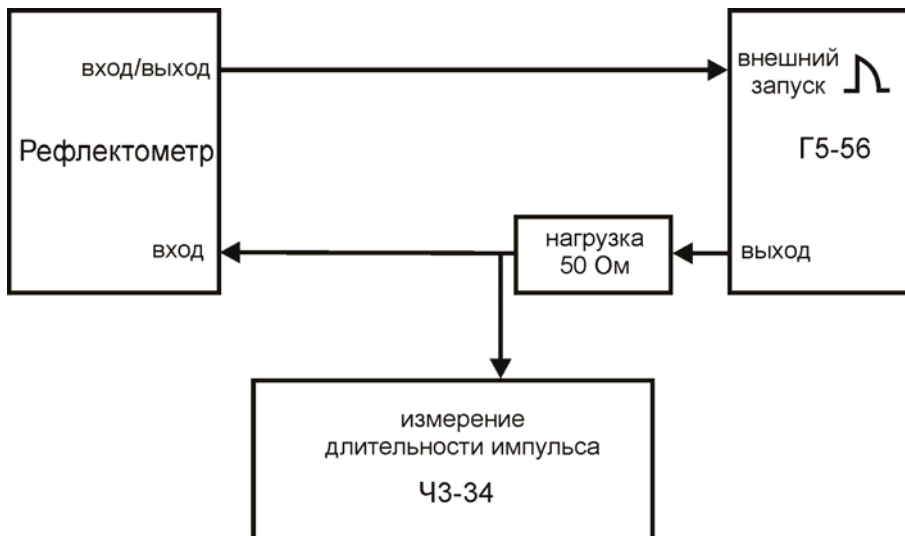 вход/выход
Рефлектометр
вход
внешний
запуск
Г5-56
выход
нагрузка
50 Ом
измерение
длительности импульса
Ч3-34